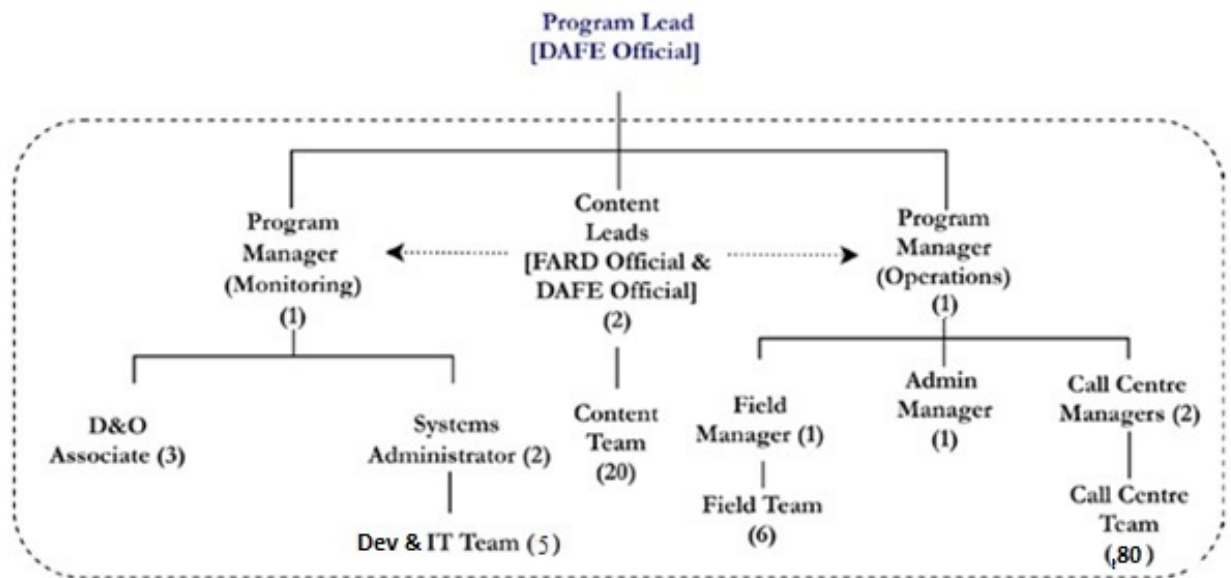 Program Lead
[DAFE Official]
Program
Manager
(Monitoring)
(1)
Content
Leads
[FARD Official &
DAFE Official]
(2)
Program
Manager
(Operations)
(1)
D&O
Associate (3)
Systems
Administrator (2)
Dev & IT Team (5)
Content
Team
(20)
Field
Manager (1)
Field Team
(6)
Admin
Manager
(1)
Call Centre
Managers (2)
Call Centre
Team
(80)